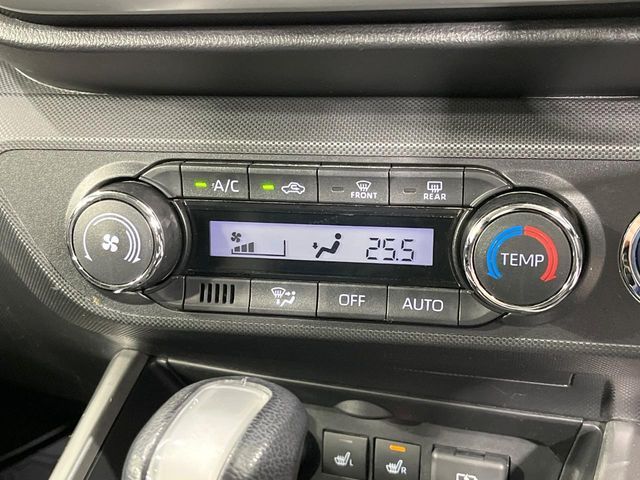 A/C
FRONT
REAR
25.5
TEMP
OFF
AUTO
L
R